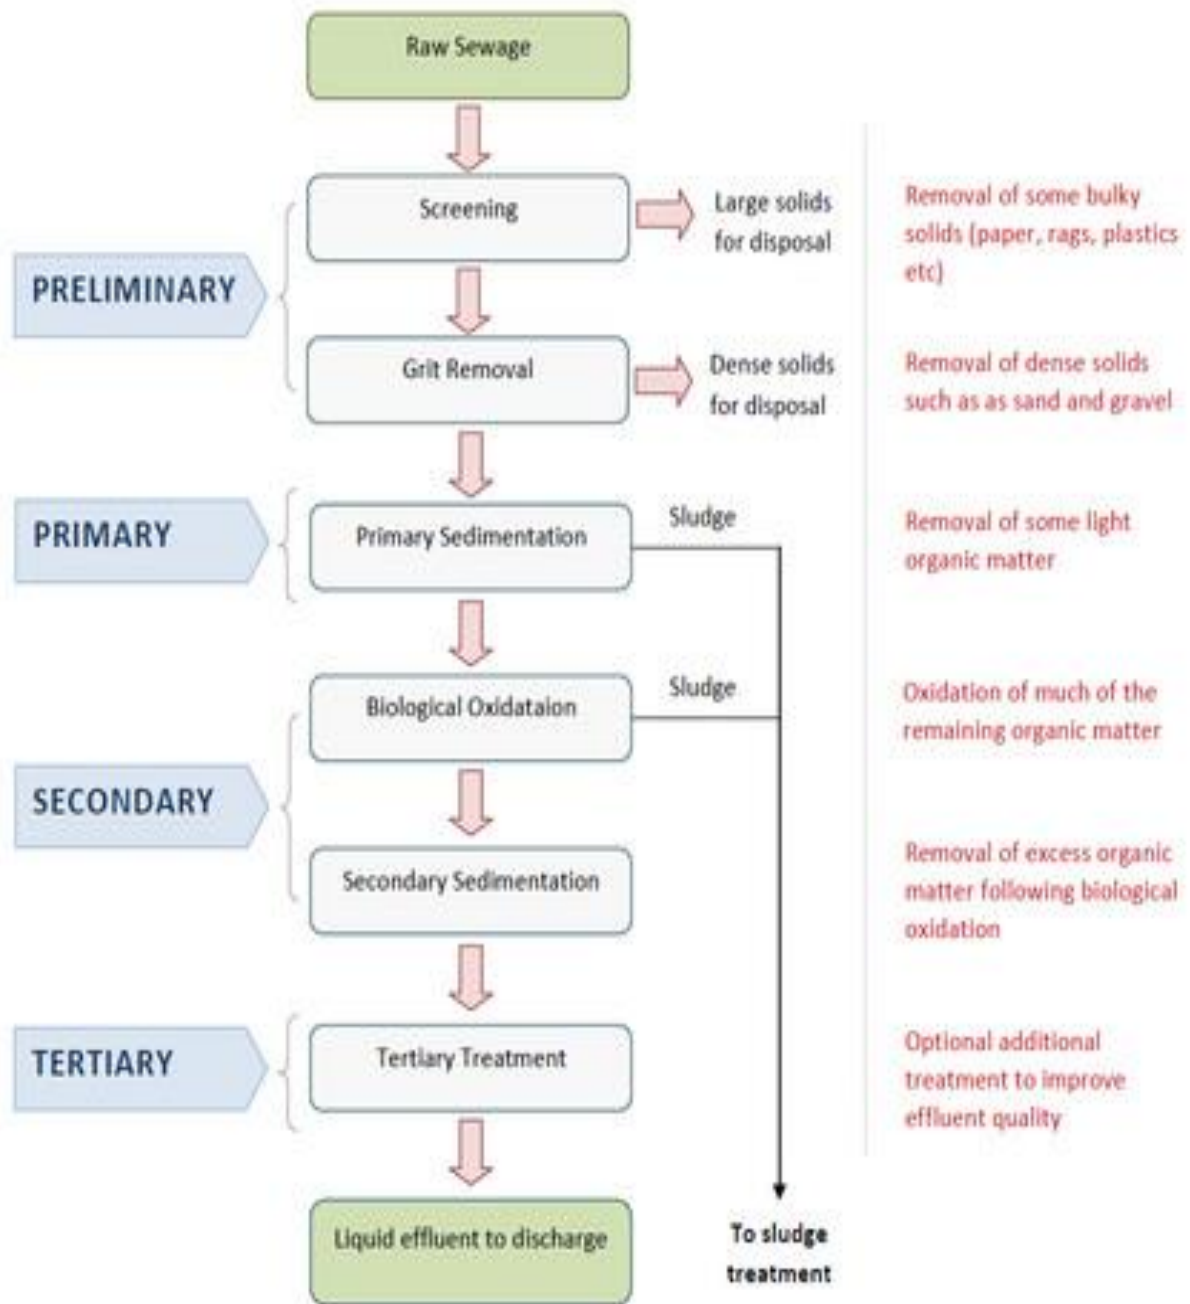 Raw Sewage
Screening
Large solids
for disposal
Removal of some bulky
solids (paper, rags, plastics
etc)
PRELIMINARY
Grit Removal
Dense solids
for disposal
Removal of dense solids
such as as sand and gravel
PRIMARY
Primary Sedimentation
Sludge
Removal of some light
organic matter
Biological Oxidataion
Sludge
Oxidation of much of the
remaining organic matter
SECONDARY
Secondary Sedimentation
Removal of excess organic
matter following biological
oxidation
TERTIARY
Tertiary Treatment
Optional additional
treatment to improve
effluent quality
Liquid effluent to discharge
To sludge
treatment